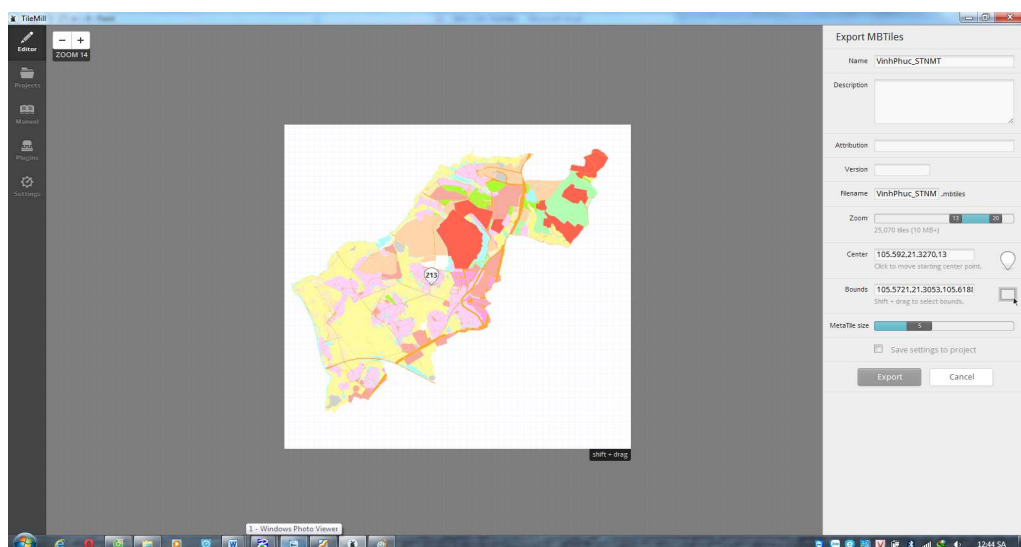 TileMill
Editor
Projects
Manual
Plugins
Settings
- +
ZOOM 14
z13
shift + drag
Export MBTiles
Name VinhPhuc_STNMT
Description
Attribution
Version
Filename VinhPhuc_STNM .mbtiles
Zoom 13 20
25,070 tiles (10 MB+)
Center 105.592,21.3270,13
Click to move starting center point.
Bounds 105.5721,21.3053,105.618
Shift + drag to select bounds.
MetaTile size 5
Save settings to project
Export Cancel
1 - Windows Photo Viewer
12:44 SA